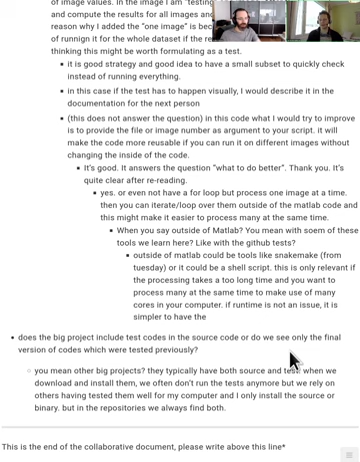 of image values. In the image I am "testing
and compute the results for all images and
reason why I added the "one image" is bec
of runnign it for the whole dataset if the re
thinking this might be worth formulating as a test.
it is good strategy and good idea to have a small subset to quickly check
instead of running everything.
in this case if the test has to happen visually, I would describe it in the
documentation for the next person
(this does not answer the question) in this code what I would try to improve
is to provide the file or image number as argument to your script. it will
make the code more reusable if you can run it on different images without
changing the inside of the code.
It's good. It answers the question "what to do better". Thank you. It's
quite clear after re-reading.
yes. or even not have a for loop but process one image at a time.
then you can iterate/loop over them outside of the matlab code and
this might make it easier to process many at the same time.
When you say outside of Matlab? You mean with soem of these
tools we learn here? Like with the github tests?
outside of matlab could be tools like snakemake (from
tuesday) or it could be a shell script. this is only relevant if
the processing takes a too long time and you want to
process many at the same time to make use of many
cores in your computer. if runtime is not an issue, it is
simpler to have the
does the big project include test codes in the source code or do we see only the final
version of codes which were tested previously?
you mean other big projects? they typically have both source and test. when we
download and install them, we often don't run the tests anymore but we rely on
others having tested them well for my computer and I only install the source or
binary. but in the repositories we always find both.
This is the end of the collaborative document, please write above this line*